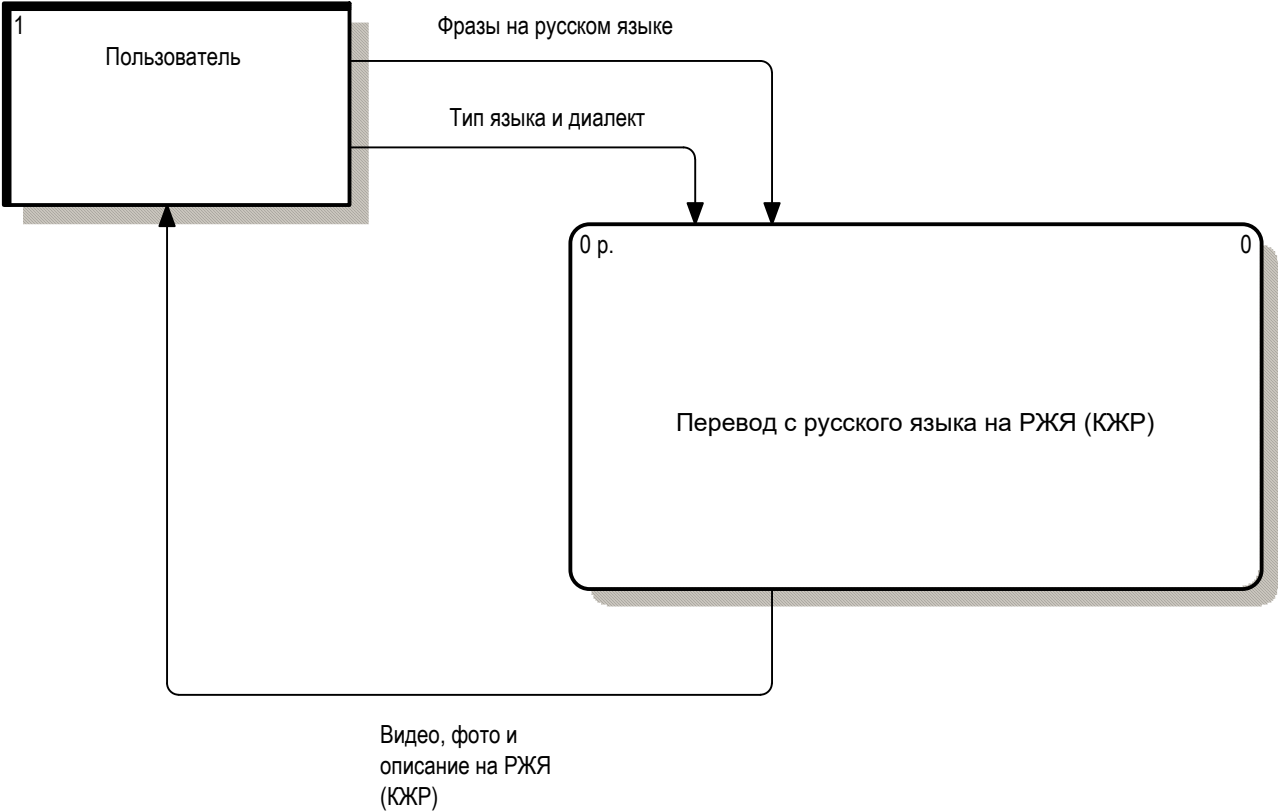 1
Пользователь
Фразы на русском языке
Тип языка и диалект
0 р.
0
Перевод с русского языка на РЖЯ (КЖР)
Видео, фото и
описание на РЖЯ
(КЖР)